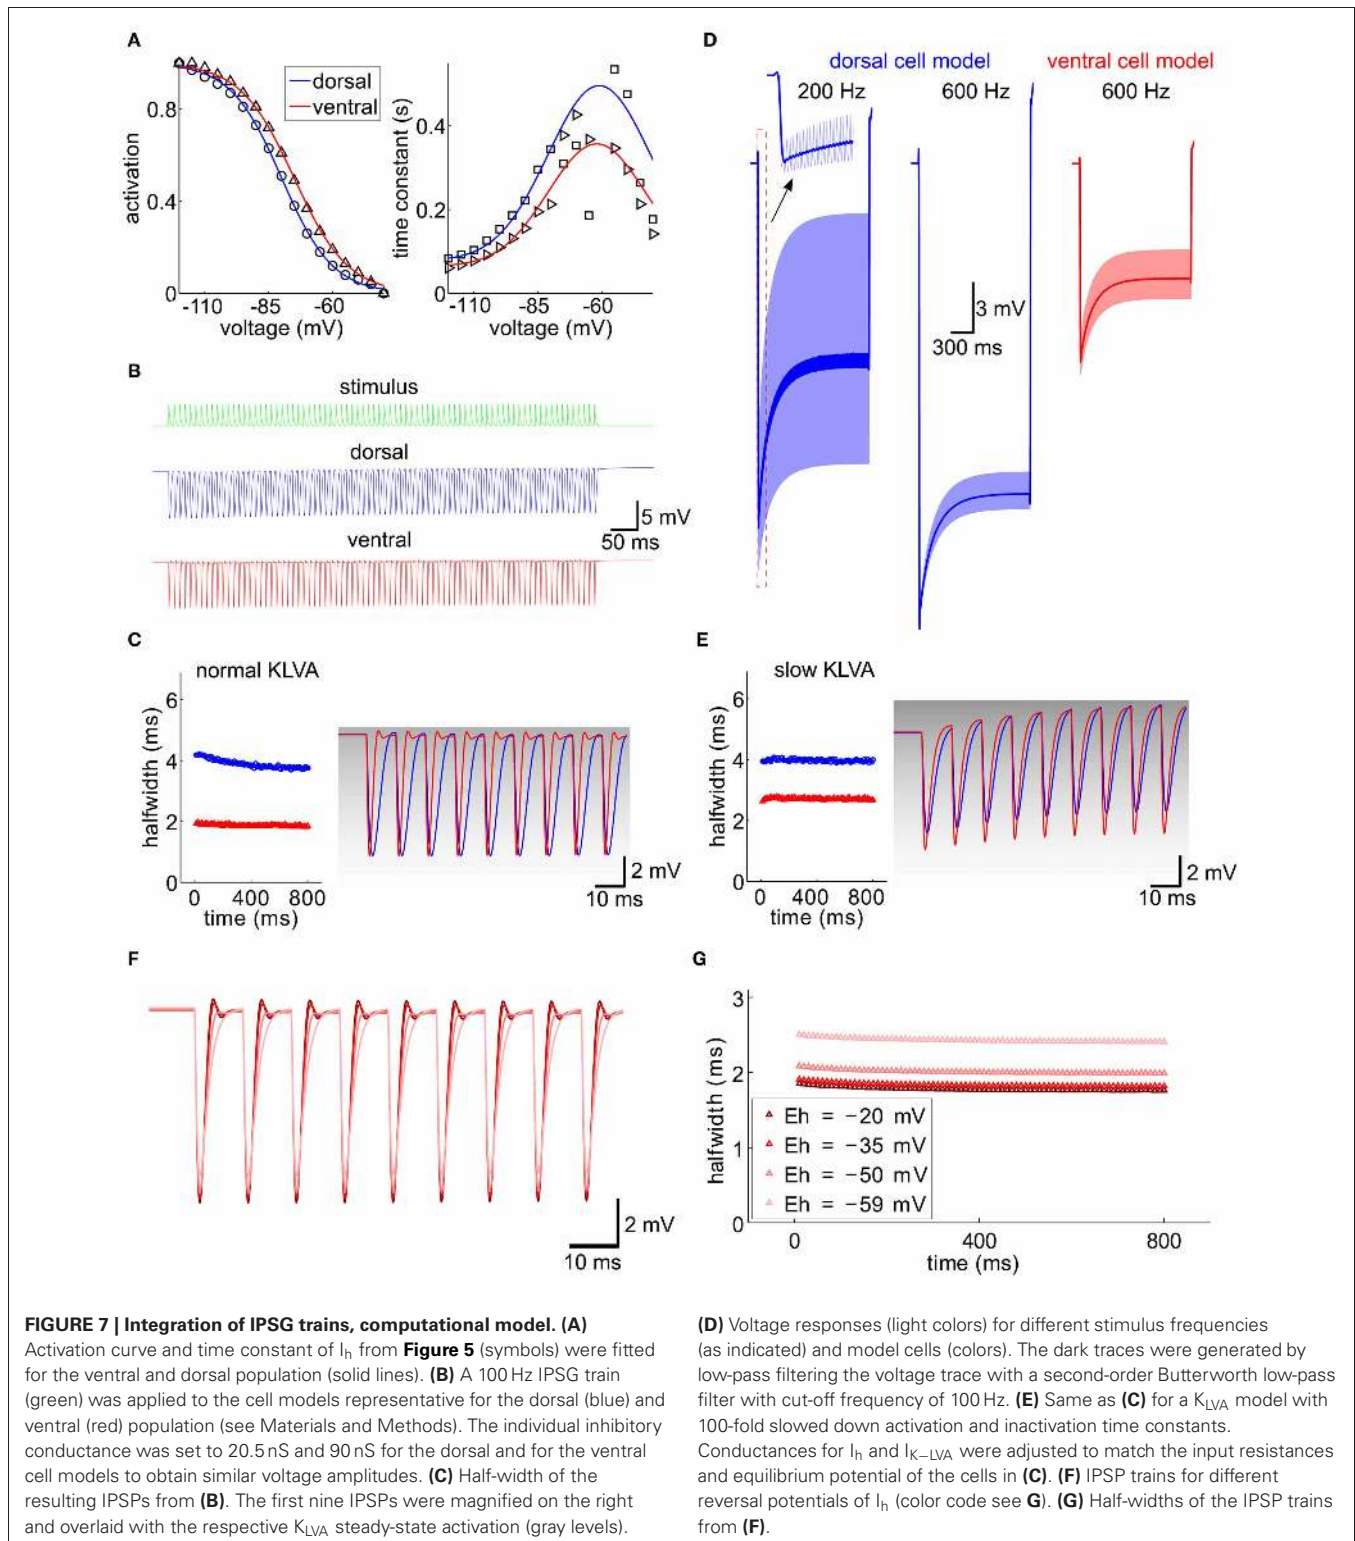 A
dorsal
ventral
activation
0.8
0.4
0
-110 -85 -60
voltage (mV)
time constant (s)
0.4
0.2
0
-110 -85 -60
voltage (mV)
B
stimulus
dorsal
ventral
5 mV
50 ms
C
normal KLVA
halfwidth (ms)
6
4
2
0
0 400 800
time (ms)
2 mV
10 ms
D
dorsal cell model
ventral cell model
200 Hz
600 Hz
600 Hz
3 mV
300 ms
E
slow KLVA
halfwidth (ms)
6
4
2
0
0 400 800
time (ms)
2 mV
10 ms
F
2 mV
10 ms
G
halfwidth (ms)
3
2
1
0
Eh = −20 mV
Eh = −35 mV
Eh = −50 mV
Eh = −59 mV
0 400 800
time (ms)
FIGURE 7 | Integration of IPSG trains, computational model. (A)
Activation curve and time constant of Ih from Figure 5 (symbols) were fitted
for the ventral and dorsal population (solid lines). (B) A 100 Hz IPSG train
(green) was applied to the cell models representative for the dorsal (blue) and
ventral (red) population (see Materials and Methods). The individual inhibitory
conductance was set to 20.5 nS and 90 nS for the dorsal and for the ventral
cell models to obtain similar voltage amplitudes. (C) Half-width of the
resulting IPSPs from (B). The first nine IPSPs were magnified on the right
and overlaid with the respective KLVA steady-state activation (gray levels).
(D) Voltage responses (light colors) for different stimulus frequencies
(as indicated) and model cells (colors). The dark traces were generated by
low-pass filtering the voltage trace with a second-order Butterworth low-pass
filter with cut-off frequency of 100 Hz. (E) Same as (C) for a KLVA model with
100-fold slowed down activation and inactivation time constants.
Conductances for Ih and IK−LVA were adjusted to match the input resistances
and equilibrium potential of the cells in (C). (F) IPSP trains for different
reversal potentials of Ih (color code see G). (G) Half-widths of the IPSP trains
from (F).